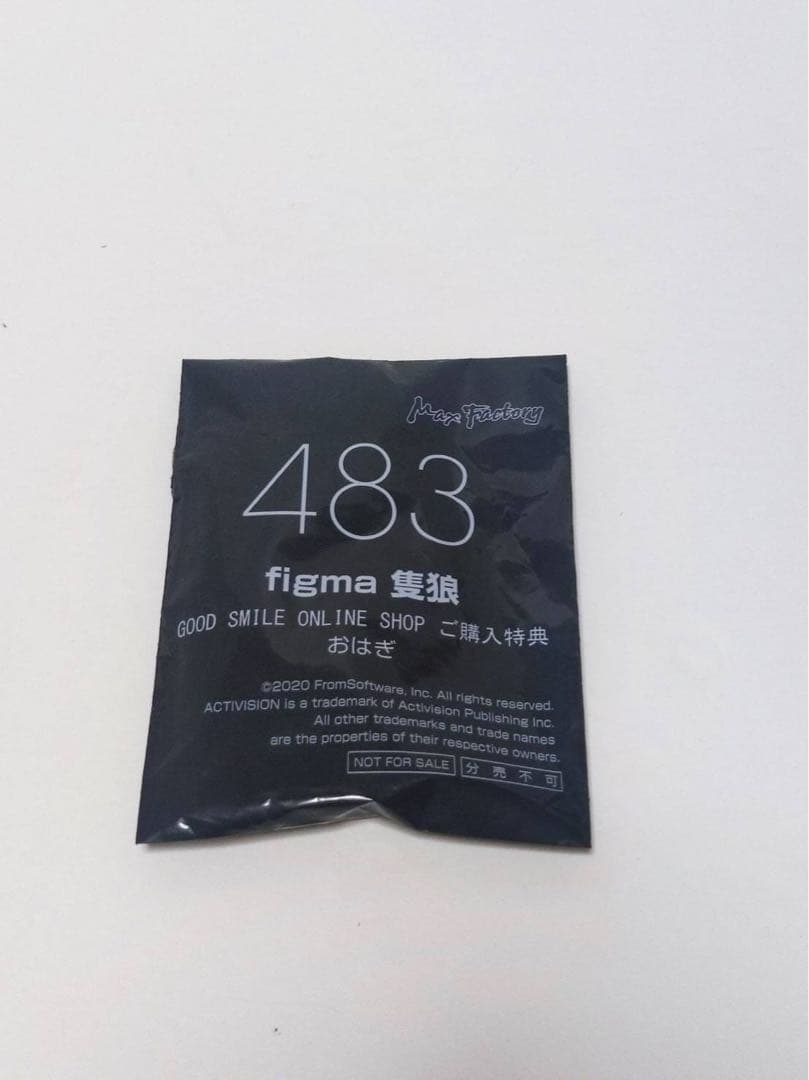 Max Factory
483
figma 隻狼
GOOD SMILE ONLINE SHOP ご購入特典
おはぎ
©2020 FromSoftware, Inc. All rights reserved.
ACTIVISION is a trademark of Activision Publishing Inc.
All other trademarks and trade names
are the properties of their respective owners.
NOT FOR SALE 分売不可